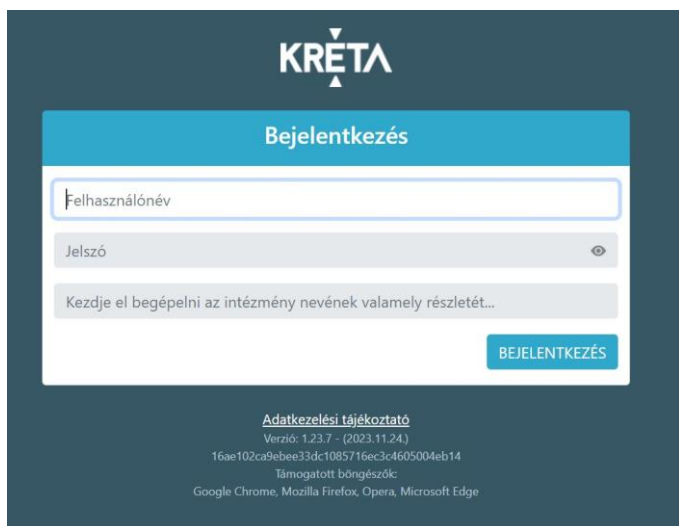 KRÉTA
Bejelentkezés
Felhasználónév
Jelszó
Kezdje el begépelni az intézmény nevének valamely részletét...
BEJELENTKEZÉS
Adatkezelési tájékoztató
Verzió: 1.23.7 - (2023.11.24.)
16ae102ca9ebee33dc1085716ec3c4605004eb14
Támogatott böngészők:
Google Chrome, Mozilla Firefox, Opera, Microsoft Edge